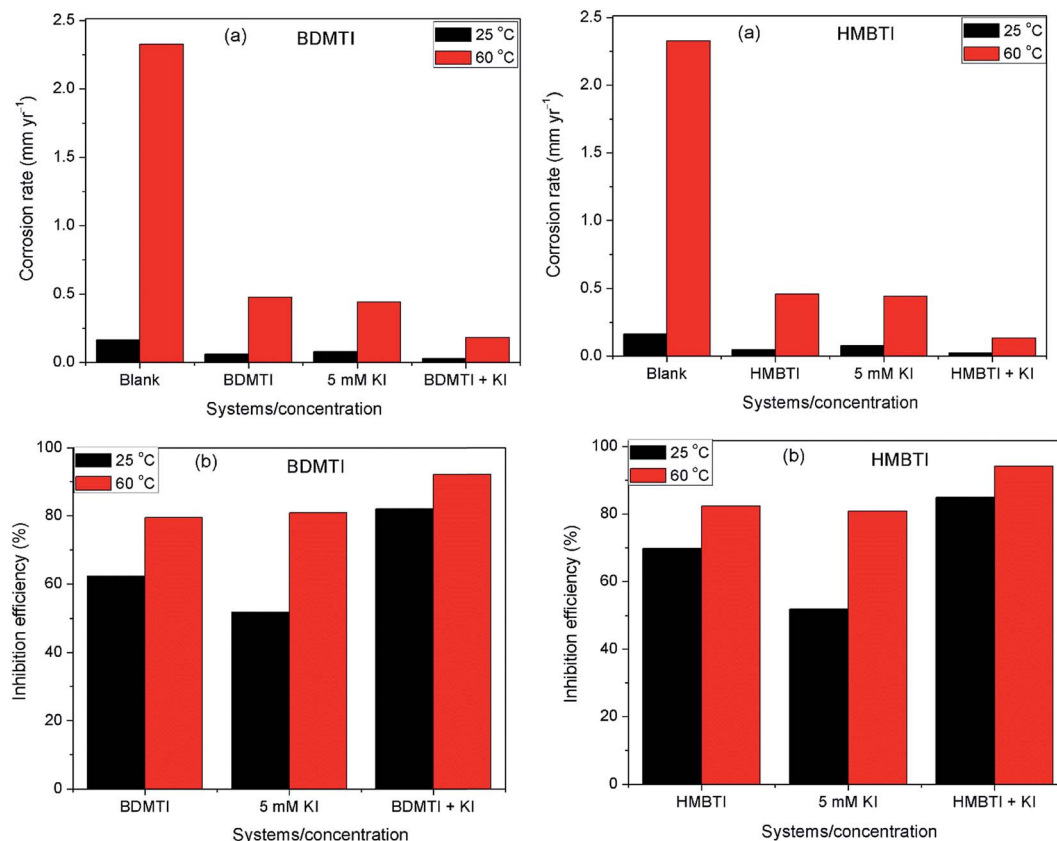 (a) BDMTI
25 °C
60 °C
2.5
2.0
1.5
1.0
0.5
0.0
Corrosion rate (mm yr⁻¹)
Blank BDMTI 5 mM KI BDMTI + KI
Systems/concentration
(a) HMBTI
25 °C
60 °C
2.5
2.0
1.5
1.0
0.5
0.0
Corrosion rate (mm yr⁻¹)
Blank HMBTI 5 mM KI HMBTI + KI
Systems/concentration
(b) BDMTI
25 °C
60 °C
100
80
60
40
20
0
Inhibition efficiency (%)
BDMTI 5 mM KI BDMTI + KI
Systems/concentration
(b) HMBTI
25 °C
60 °C
100
80
60
40
20
0
Inhibition efficiency (%)
HMBTI 5 mM KI HMBTI + KI
Systems/concentration